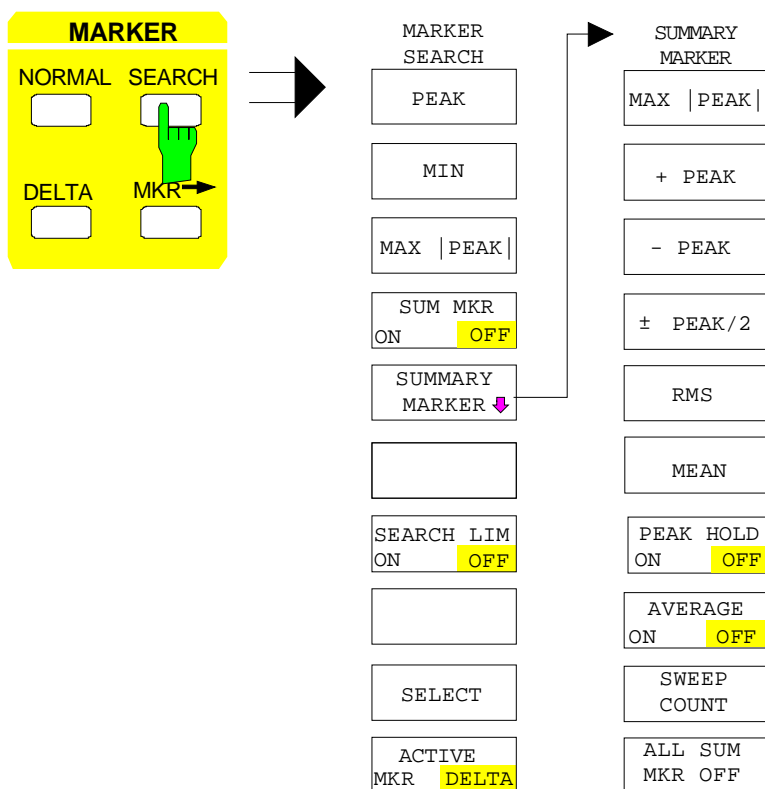 MARKER
NORMAL SEARCH
DELTA MKR
MARKER
SEARCH
PEAK
MIN
MAX |PEAK|
SUM MKR
ON OFF
SUMMARY
MARKER
SEARCH LIM
ON OFF
SELECT
ACTIVE
MKR DELTA
SUMMARY
MARKER
MAX |PEAK|
+ PEAK
- PEAK
± PEAK/2
RMS
MEAN
PEAK HOLD
ON OFF
AVERAGE
ON OFF
SWEEP
COUNT
ALL SUM
MKR OFF